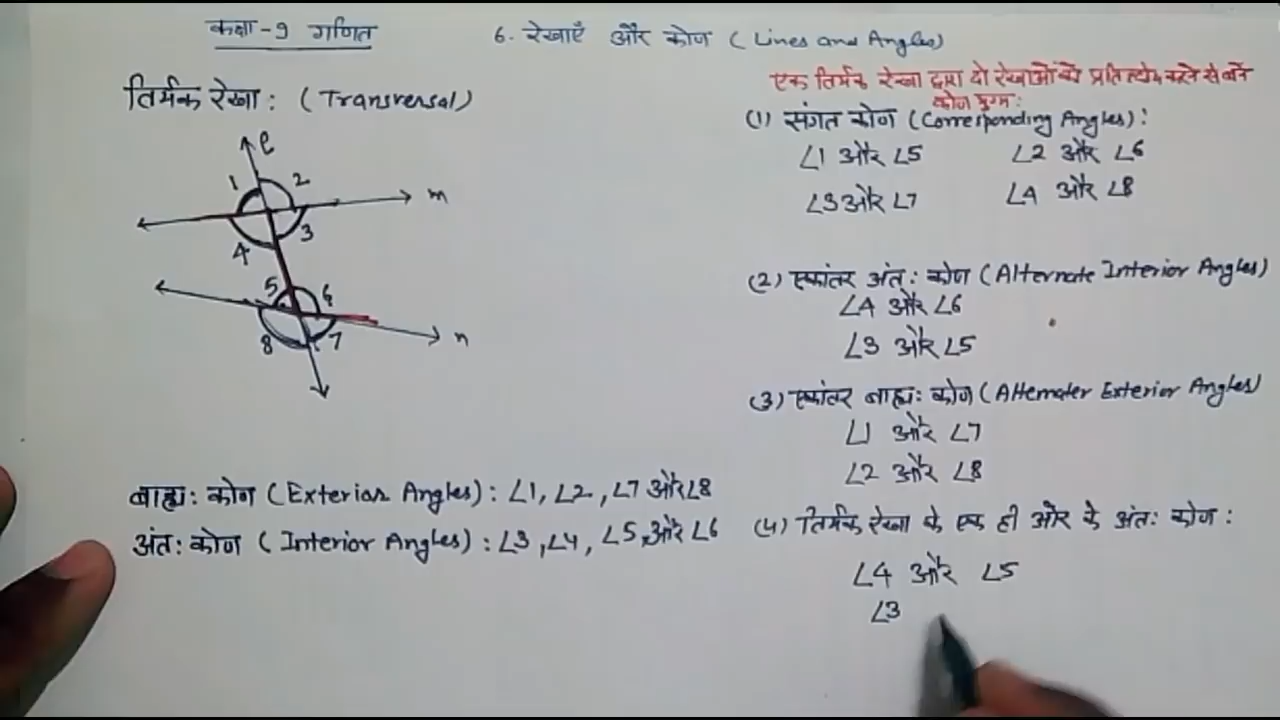 कक्षा-9 गणित
6. रेखाएँ और कोण (Lines and Angles)
तिर्यक रेखा : (Transversal)
l
1 2
m
4 3
5 6
n
8 7
बाह्य: कोण (Exterior Angles) : ∠1, ∠2, ∠7 और ∠8
अंत: कोण (Interior Angles) : ∠3, ∠4, ∠5, और ∠6
एक तिर्यक रेखा द्वारा दो रेखाओं को प्रतिच्छेद करने से बने
कोण युग्म:
(1) संगत कोण (Corresponding Angles) :
∠1 और ∠5 ∠2 और ∠6
∠3 और ∠7 ∠4 और ∠8
(2) एकांतर अंत: कोण (Alternate Interior Angles)
∠4 और ∠6
∠3 और ∠5
(3) एकांतर बाह्य: कोण (Alternater Exterior Angles)
∠1 और ∠7
∠2 और ∠8
(4) तिर्यक रेखा के एक ही ओर के अंत: कोण :
∠4 और ∠5
∠3